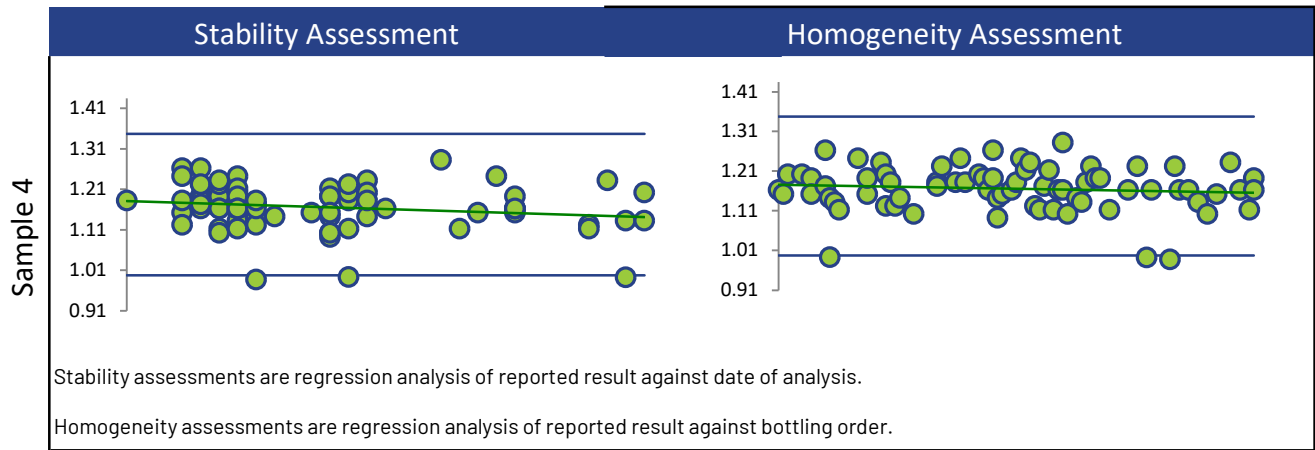 Stability Assessment
Homogeneity Assessment
Sample 4
1.41
1.31
1.21
1.11
1.01
0.91
1.41
1.31
1.21
1.11
1.01
0.91
Stability assessments are regression analysis of reported result against date of analysis.
Homogeneity assessments are regression analysis of reported result against bottling order.